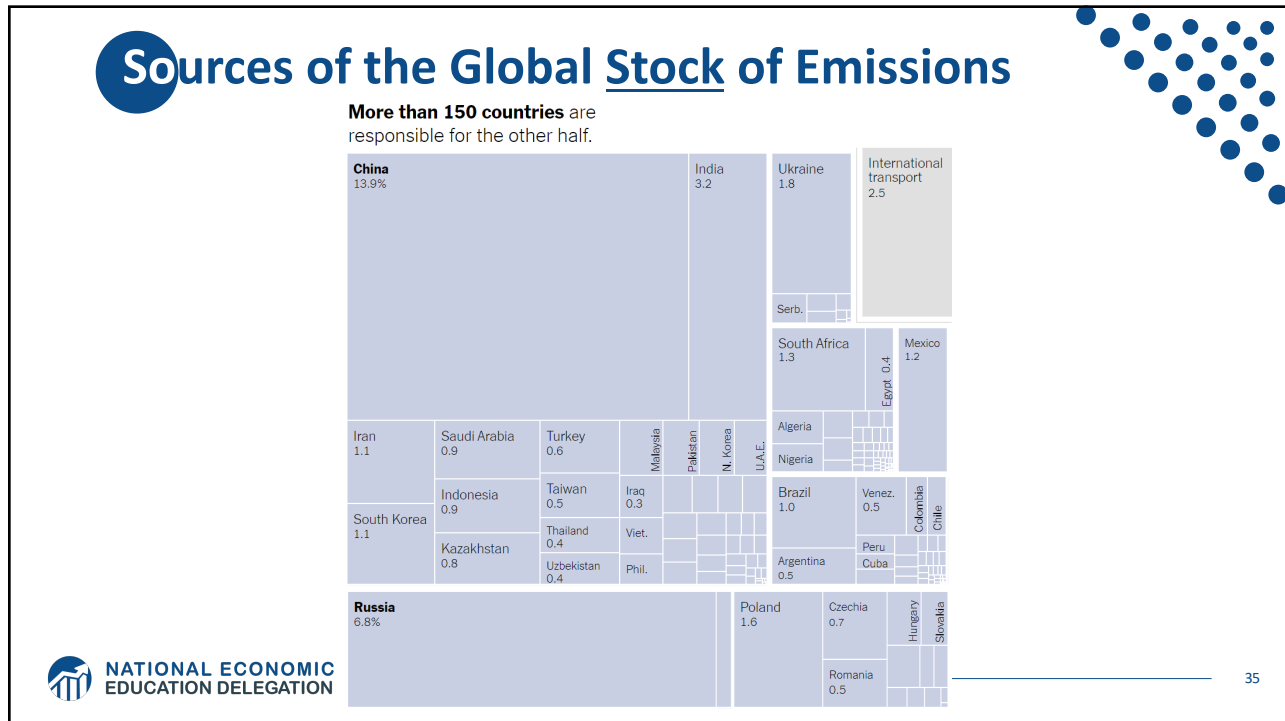 Sources of the Global Stock of Emissions
More than 150 countries are
responsible for the other half.
China
13.9%
India
3.2
Ukraine
1.8
International
transport
2.5
Serb.
South Africa
1.3
Egypt 0.4
Mexico
1.2
Algeria
Nigeria
Iran
1.1
Saudi Arabia
0.9
Turkey
0.6
Malaysia
Pakistan
N. Korea
U.A.E.
Indonesia
0.9
Taiwan
0.5
Iraq
0.3
South Korea
1.1
Kazakhstan
0.8
Thailand
0.4
Viet.
Uzbekistan
0.4
Phil.
Brazil
1.0
Venez.
0.5
Colombia
Chile
Argentina
0.5
Peru
Cuba
Russia
6.8%
Poland
1.6
Czechia
0.7
Hungary
Slovakia
Romania
0.5
NATIONAL ECONOMIC
EDUCATION DELEGATION
35